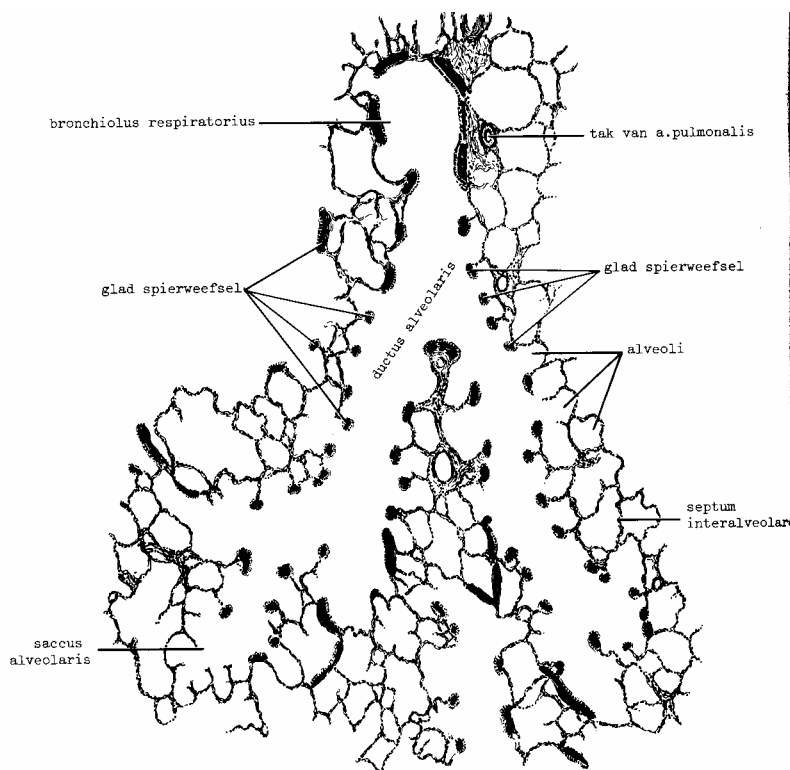 bronchiolus respiratorius
tak van a.pulmonalis
glad spierweefsel
glad spierweefsel
ductus alveolaris
alveoli
septum
interalveolare
saccus
alveolaris